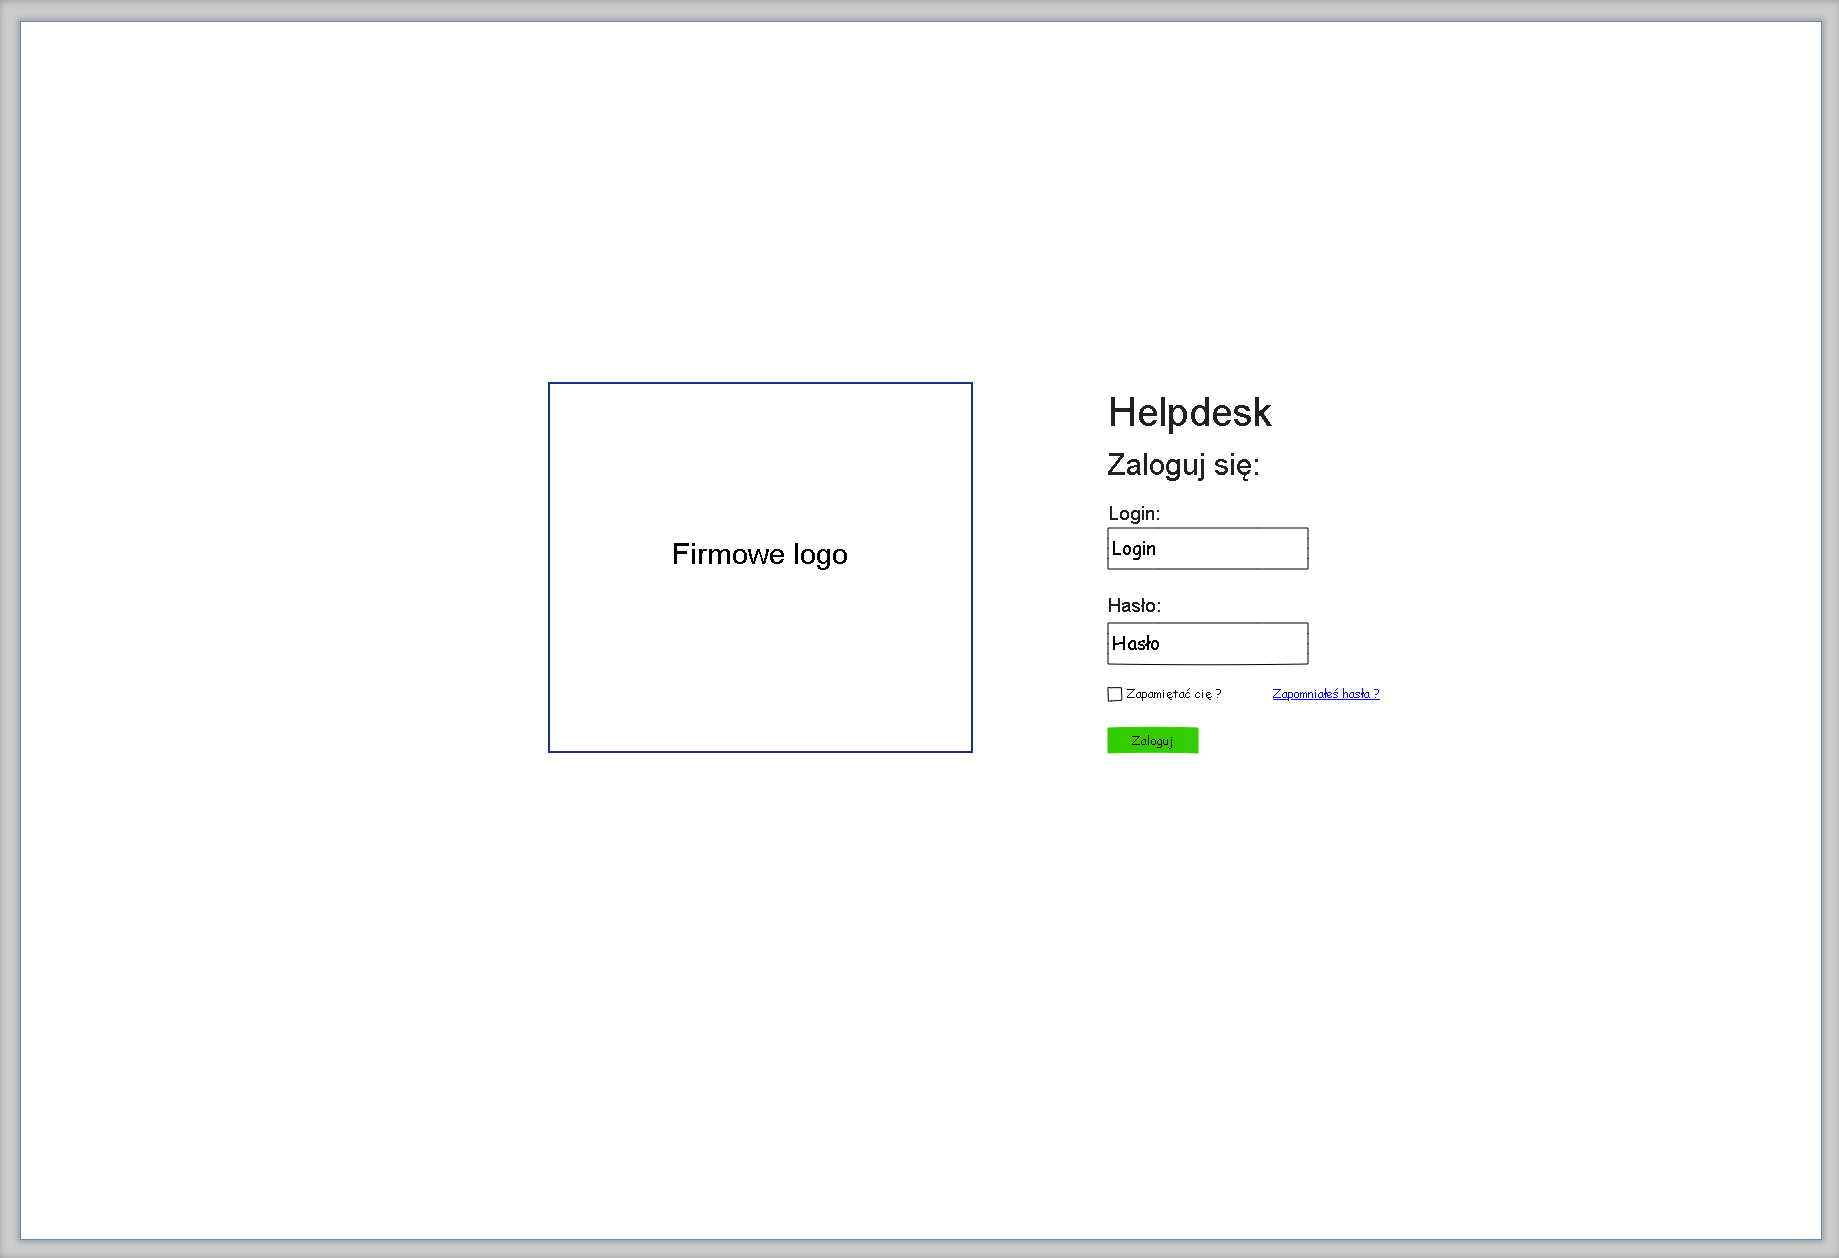 Firmowe logo
Helpdesk
Zaloguj się:
Login:
Login
Hasło:
Hasło
Zapamiętać cię ?
Zapomniałeś hasła ?
Zaloguj